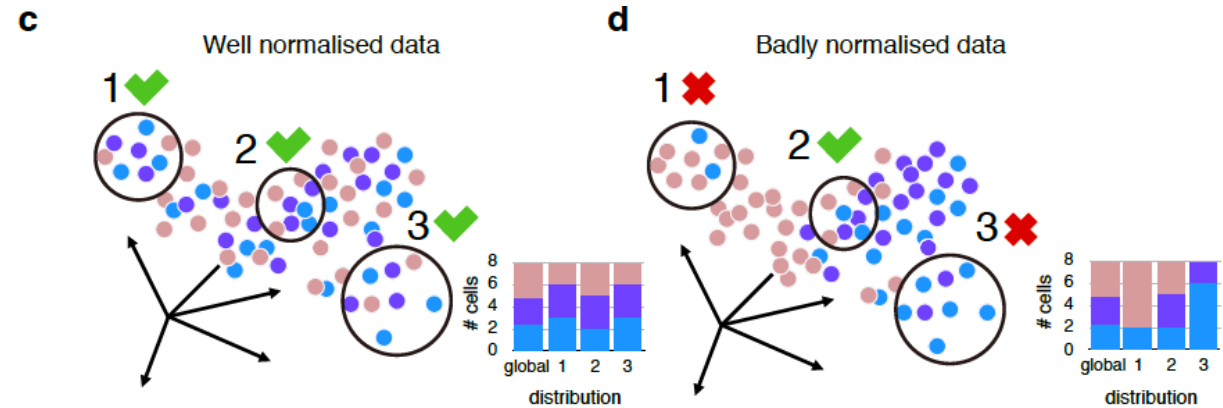 c
Well normalised data
1
2
3
8
6
4
2
0
# cells
global 1 2 3
distribution
d
Badly normalised data
1
2
3
8
6
4
2
0
# cells
global 1 2 3
distribution